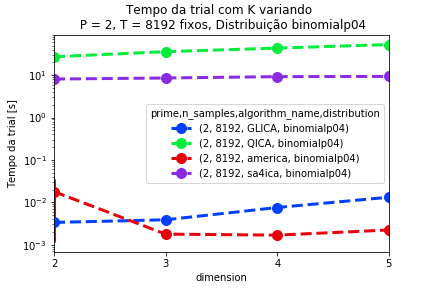 Tempo da trial com K variando
P = 2, T = 8192 fixos, Distribuição binomialp04
Tempo da trial [s]
10¹
10⁰
10⁻¹
10⁻²
10⁻³
prime,n_samples,algorithm_name,distribution
(2, 8192, GLICA, binomialp04)
(2, 8192, QICA, binomialp04)
(2, 8192, america, binomialp04)
(2, 8192, sa4ica, binomialp04)
2 3 4 5
dimension